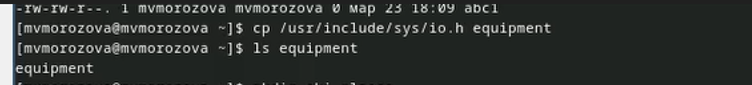 -rw-rw-r--. 1 mvmorozova mvmorozova 0 мар 23 18:09 abc1
[mvmorozova@mvmorozova ~]$ cp /usr/include/sys/io.h equipment
[mvmorozova@mvmorozova ~]$ ls equipment
equipment